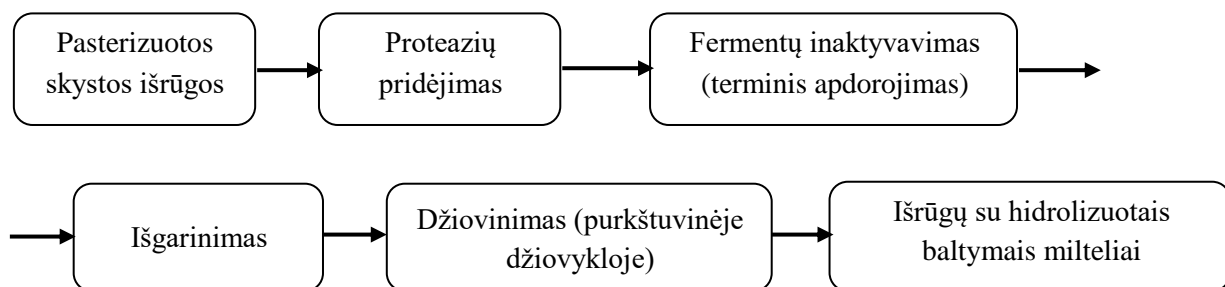 Pasterizuotos
skystos išrūgos
Proteazių
pridėjimas
Fermentų inaktyvavimas
(terminis apdorojimas)
Išgarinimas
Džiovinimas (purkštuvinėje
džiovykloje)
Išrūgų su hidrolizuotais
baltymais milteliai